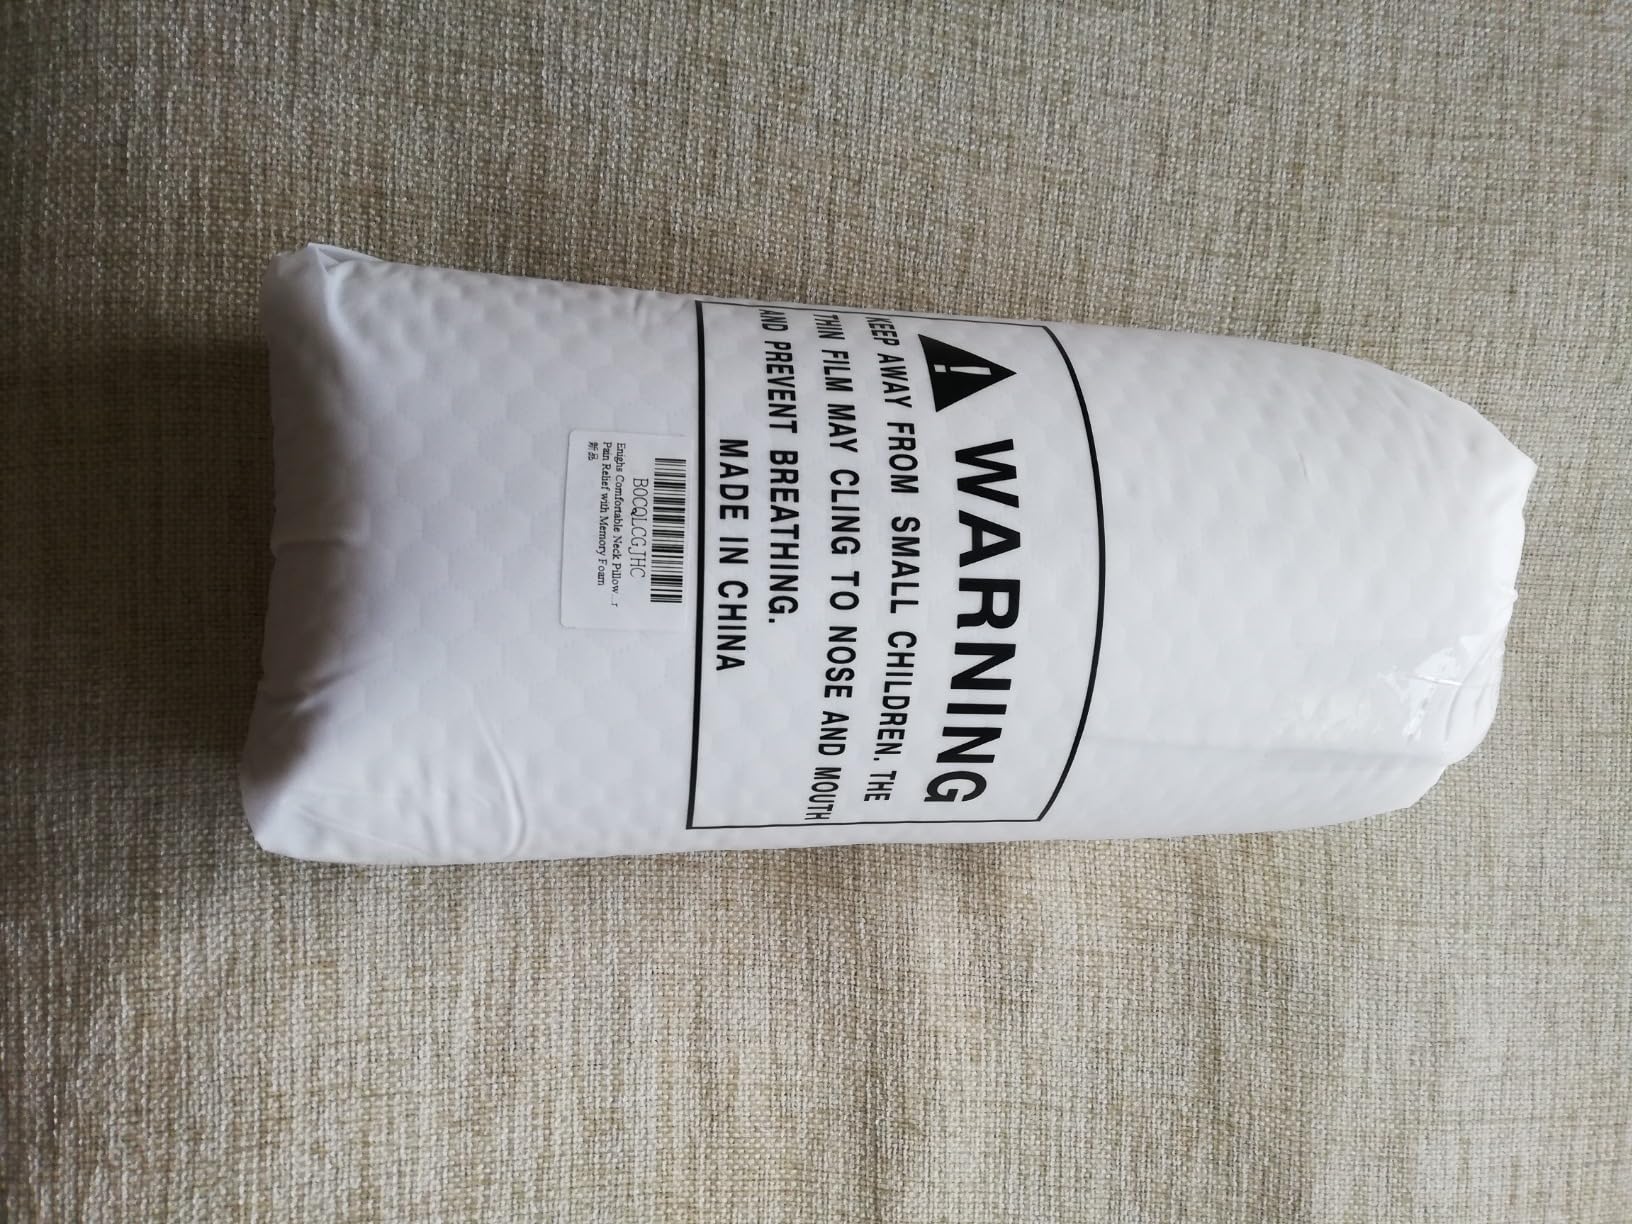 WARNING
KEEP AWAY FROM SMALL CHILDREN. THE
THIN FILM MAY CLING TO NOSE AND MOUTH
AND PREVENT BREATHING.
MADE IN CHINA
B0CQLCGJHC
Enighs Comfortable Neck Pillow...r
Pain Relief with Memory Foam
新品